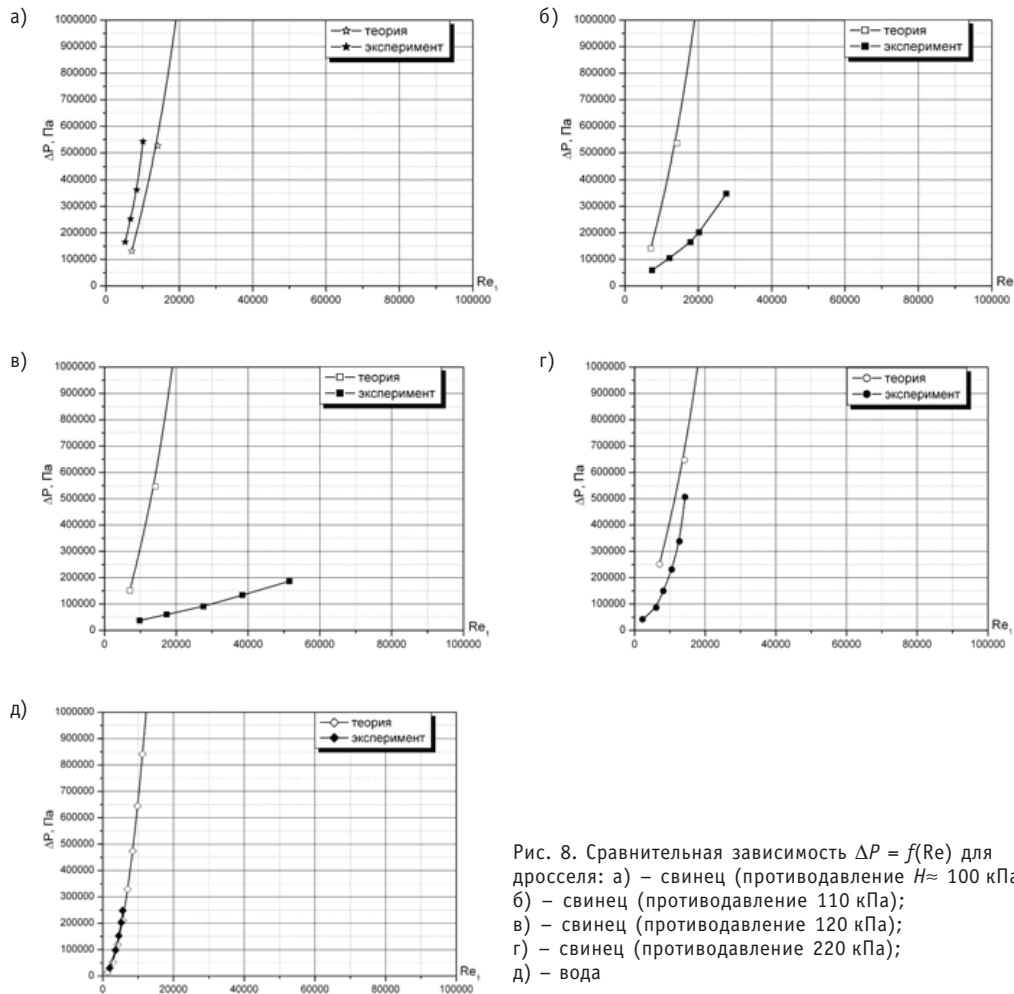 а)
1000000
900000
800000
700000
600000
500000
400000
300000
200000
100000
0
ΔP, Па
теория
эксперимент
0 20000 40000 60000 80000 100000
Re₁
б)
1000000
900000
800000
700000
600000
500000
400000
300000
200000
100000
0
ΔP, Па
теория
эксперимент
0 20000 40000 60000 80000 100000
Re
в)
1000000
900000
800000
700000
600000
500000
400000
300000
200000
100000
0
ΔP, Па
теория
эксперимент
0 20000 40000 60000 80000 100000
Re₁
г)
1000000
900000
800000
700000
600000
500000
400000
300000
200000
100000
0
ΔP, Па
теория
эксперимент
0 20000 40000 60000 80000 100000
Re₁
д)
1000000
900000
800000
700000
600000
500000
400000
300000
200000
100000
0
ΔP, Па
теория
эксперимент
0 20000 40000 60000 80000 100000
Re₁
Рис. 8. Сравнительная зависимость ΔP = f(Re) для
дросселя: а) – свинец (противодавление H≈ 100 кПа
б) – свинец (противодавление 110 кПа);
в) – свинец (противодавление 120 кПа);
г) – свинец (противодавление 220 кПа);
д) – вода